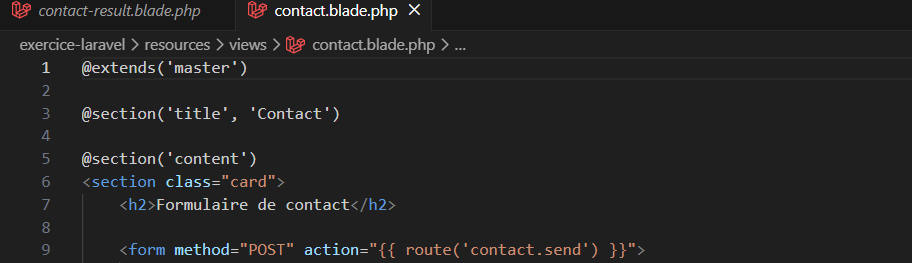 contact-result.blade.php contact.blade.php
exercice-laravel > resources > views > contact.blade.php > ...
1 @extends('master')
2
3 @section('title', 'Contact')
4
5 @section('content')
6 <section class="card">
7 <h2>Formulaire de contact</h2>
8
9 <form method="POST" action="{{ route('contact.send') }}">